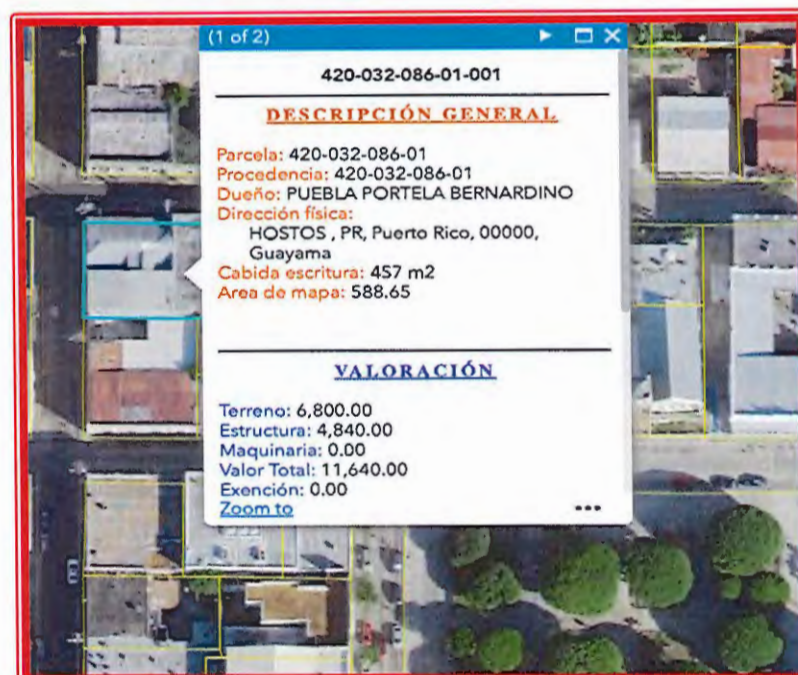 (1 of 2)
420-032-086-01-001
DESCRIPCIÓN GENERAL
Parcela: 420-032-086-01
Procedencia: 420-032-086-01
Dueño: PUEBLA PORTELA BERNARDINO
Dirección física:
HOSTOS , PR, Puerto Rico, 00000,
Guayama
Cabida escritura: 457 m2
Area de mapa: 588.65
VALORACIÓN
Terreno: 6,800.00
Estructura: 4,840.00
Maquinaria: 0.00
Valor Total: 11,640.00
Exención: 0.00
Zoom to